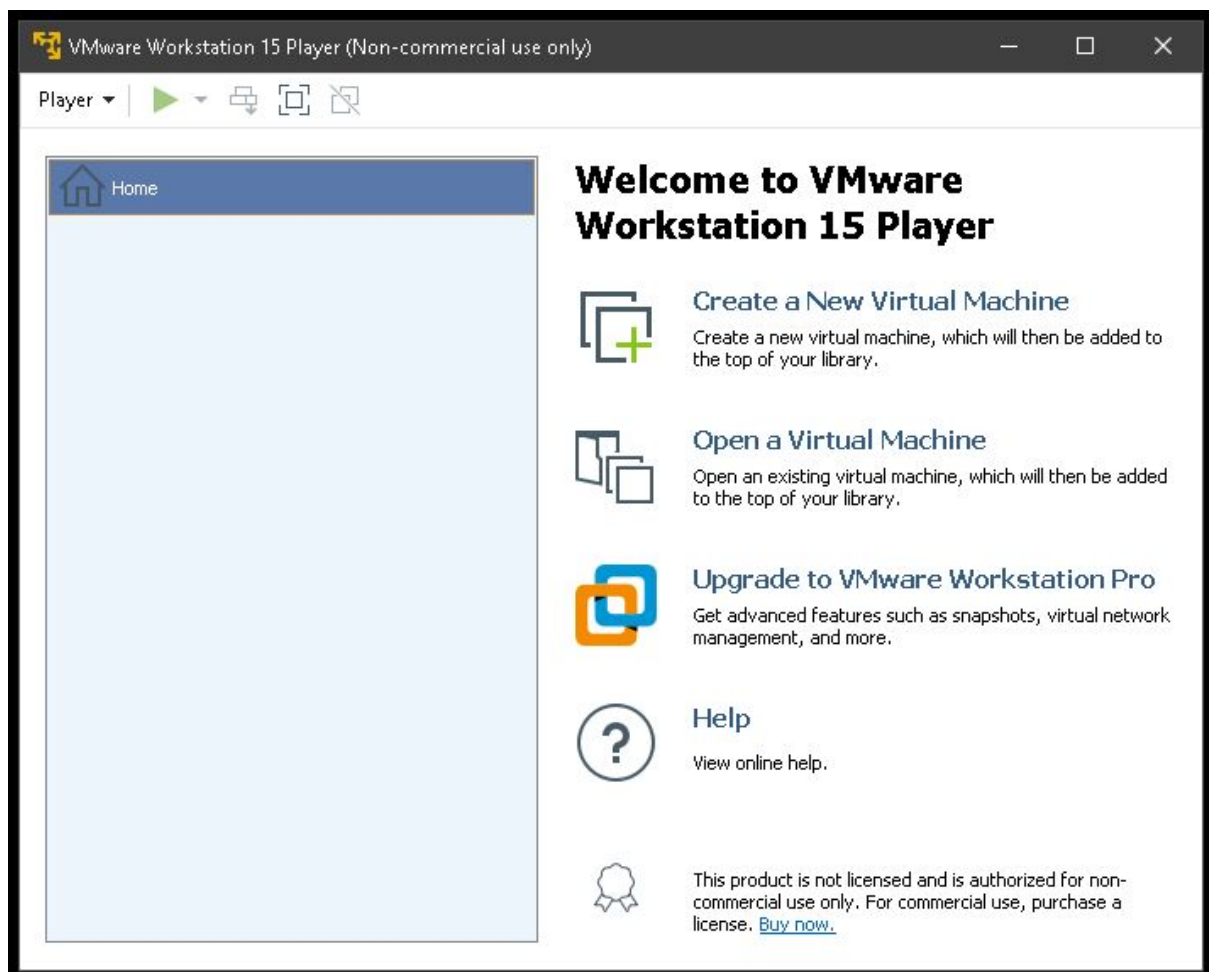 VMware Workstation 15 Player (Non-commercial use only)
Player
Home
Welcome to VMware
Workstation 15 Player
Create a New Virtual Machine
Create a new virtual machine, which will then be added to
the top of your library.
Open a Virtual Machine
Open an existing virtual machine, which will then be added
to the top of your library.
Upgrade to VMware Workstation Pro
Get advanced features such as snapshots, virtual network
management, and more.
?
Help
View online help.
This product is not licensed and is authorized for non-
commercial use only. For commercial use, purchase a
license. Buy now.